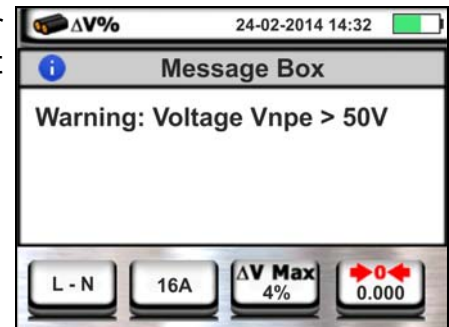 ΔV% 24-02-2014 14:32
Message Box
Warning: Voltage Vnpe > 50V
L - N 16A ΔV Max 4% →0← 0.000